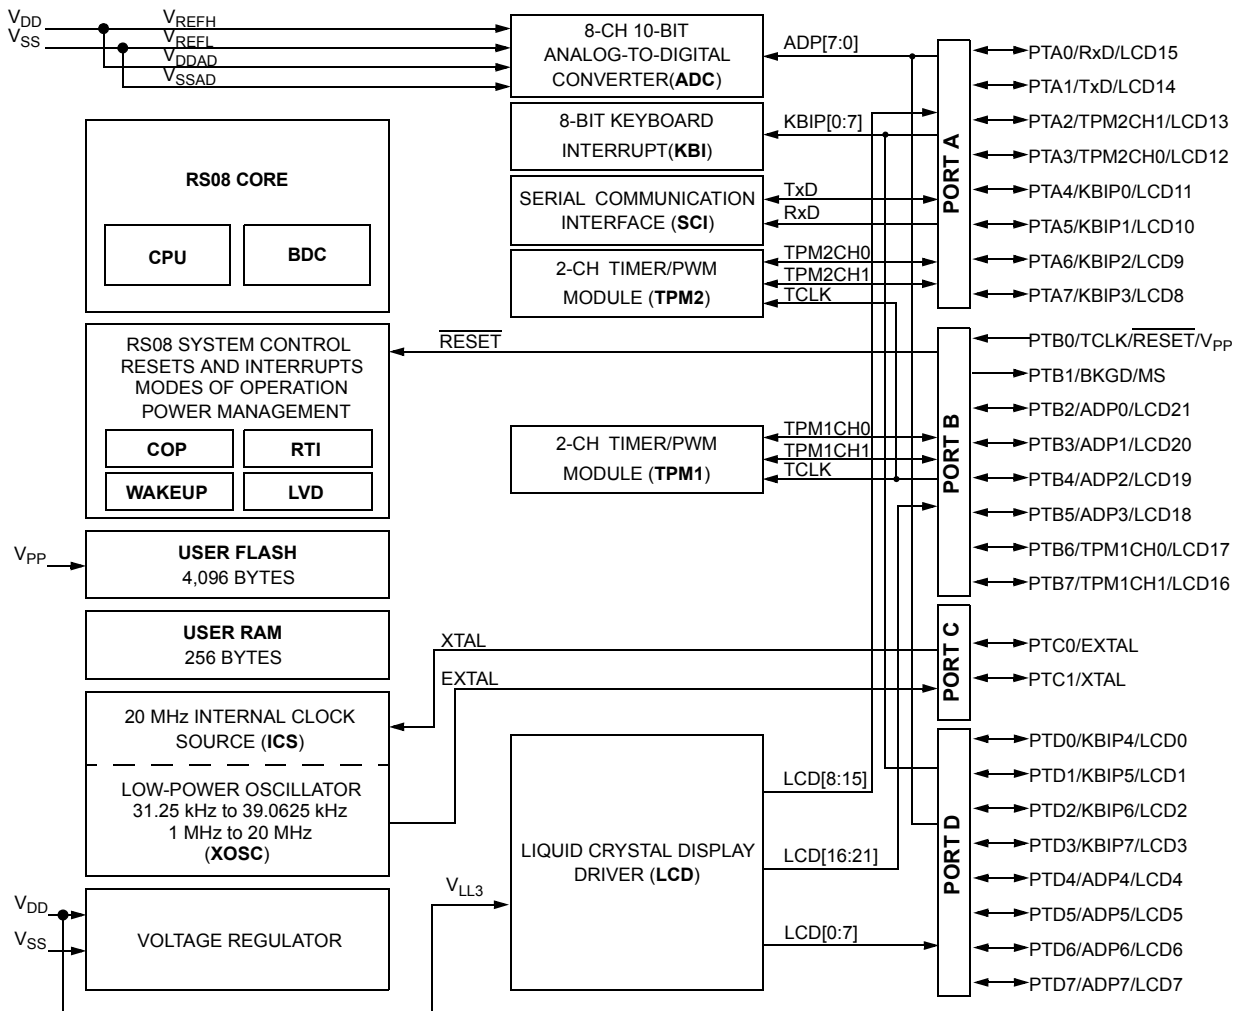 VDD
VSS
VREFH
VREFL
VDDAD
VSSAD
8-CH 10-BIT
ANALOG-TO-DIGITAL
CONVERTER(ADC)
ADP[7:0]
8-BIT KEYBOARD
INTERRUPT(KBI)
KBIP[0:7]
SERIAL COMMUNICATION
INTERFACE (SCI)
TxD
RxD
2-CH TIMER/PWM
MODULE (TPM2)
TPM2CH0
TPM2CH1
TCLK
PORT A
PTA0/RxD/LCD15
PTA1/TxD/LCD14
PTA2/TPM2CH1/LCD13
PTA3/TPM2CH0/LCD12
PTA4/KBIP0/LCD11
PTA5/KBIP1/LCD10
PTA6/KBIP2/LCD9
PTA7/KBIP3/LCD8
RS08 CORE
CPU
BDC
RS08 SYSTEM CONTROL
RESETS AND INTERRUPTS
MODES OF OPERATION
POWER MANAGEMENT
COP
RTI
WAKEUP
LVD
RESET
2-CH TIMER/PWM
MODULE (TPM1)
TPM1CH0
TPM1CH1
TCLK
PORT B
PTB0/TCLK/RESET/VPP
PTB1/BKGD/MS
PTB2/ADP0/LCD21
PTB3/ADP1/LCD20
PTB4/ADP2/LCD19
PTB5/ADP3/LCD18
PTB6/TPM1CH0/LCD17
PTB7/TPM1CH1/LCD16
VPP
USER FLASH
4,096 BYTES
USER RAM
256 BYTES
XTAL
EXTAL
PORT C
PTC0/EXTAL
PTC1/XTAL
20 MHz INTERNAL CLOCK
SOURCE (ICS)
LOW-POWER OSCILLATOR
31.25 kHz to 39.0625 kHz
1 MHz to 20 MHz
(XOSC)
LIQUID CRYSTAL DISPLAY
DRIVER (LCD)
VLL3
LCD[8:15]
LCD[16:21]
LCD[0:7]
PORT D
PTD0/KBIP4/LCD0
PTD1/KBIP5/LCD1
PTD2/KBIP6/LCD2
PTD3/KBIP7/LCD3
PTD4/ADP4/LCD4
PTD5/ADP5/LCD5
PTD6/ADP6/LCD6
PTD7/ADP7/LCD7
VDD
VSS
VOLTAGE REGULATOR